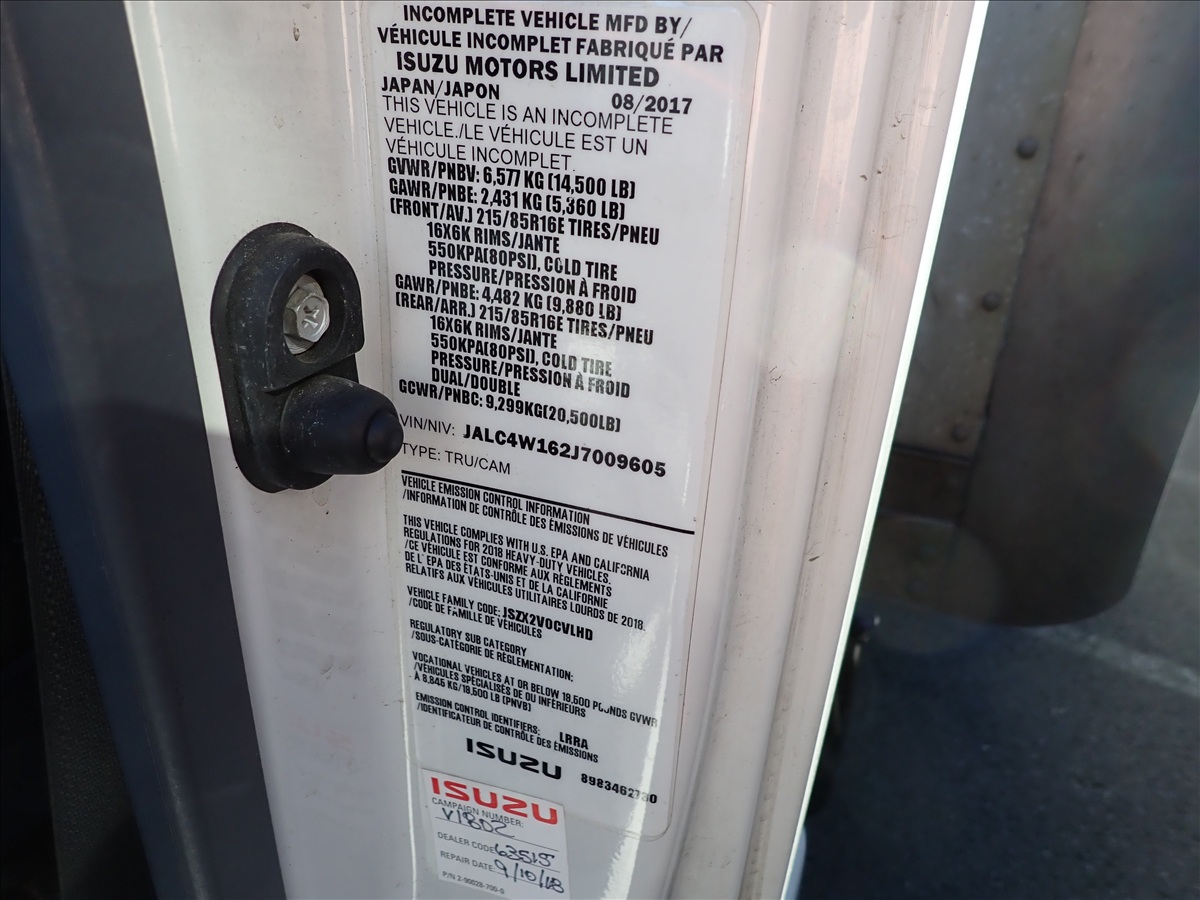 INCOMPLETE VEHICLE MFD BY/
VÉHICULE INCOMPLET FABRIQUÉ PAR
ISUZU MOTORS LIMITED
JAPAN/JAPON 08/2017
THIS VEHICLE IS AN INCOMPLETE
VEHICLE./LE VÉHICULE EST UN
VÉHICULE INCOMPLET.
GVWR/PNBV: 6,577 KG (14,500 LB)
GAWR/PNBE: 2,431 KG (5,360 LB)
(FRONT/AV.) 215/85R16E TIRES/PNEU
16X6K RIMS/JANTE
550KPA(80PSI), COLD TIRE
PRESSURE/PRESSION À FROID
GAWR/PNBE: 4,482 KG (9,880 LB)
(REAR/ARR.) 215/85R16E TIRES/PNEU
16X6K RIMS/JANTE
550KPA(80PSI), COLD TIRE
PRESSURE/PRESSION À FROID
DUAL/DOUBLE
GCWR/PNBC: 9,299KG(20,500LB)
VIN/NIV: JALC4W162J7009605
TYPE: TRU/CAM
VEHICLE EMISSION CONTROL INFORMATION
/INFORMATION DE CONTRÔLE DES ÉMISSIONS DE VÉHICULES
THIS VEHICLE COMPLIES WITH U.S. EPA AND CALIFORNIA
REGULATIONS FOR 2018 HEAVY-DUTY VEHICLES.
/CE VÉHICULE EST CONFORME AUX RÈGLEMENTS
DE L' EPA DES ÉTATS-UNIS ET DE LA CALIFORNIE
RELATIFS AUX VÉHICULES UTILITAIRES LOURDS DE 2018.
VEHICLE FAMILY CODE: JSZX2VOCVLHD
/CODE DE FAMILLE DE VÉHICULES
REGULATORY SUB CATEGORY
/SOUS-CATÉGORIE DE RÉGLEMENTATION:
VOCATIONAL VEHICLES AT OR BELOW 19,500 POUNDS GVWR
/VÉHICULES SPÉCIALISÉS DE OU INFÉRIEURS
À 8,845 KG/19,500 LB (PNVB)
EMISSION CONTROL IDENTIFIERS: LRRA
/IDENTIFICATEUR DE CONTRÔLE DES ÉMISSIONS
ISUZU
ISUZU
CAMPAIGN NUMBER:
V1802
DEALER CODE 63515
REPAIR DATE 9/10/18
P/N 2-90028-700-0